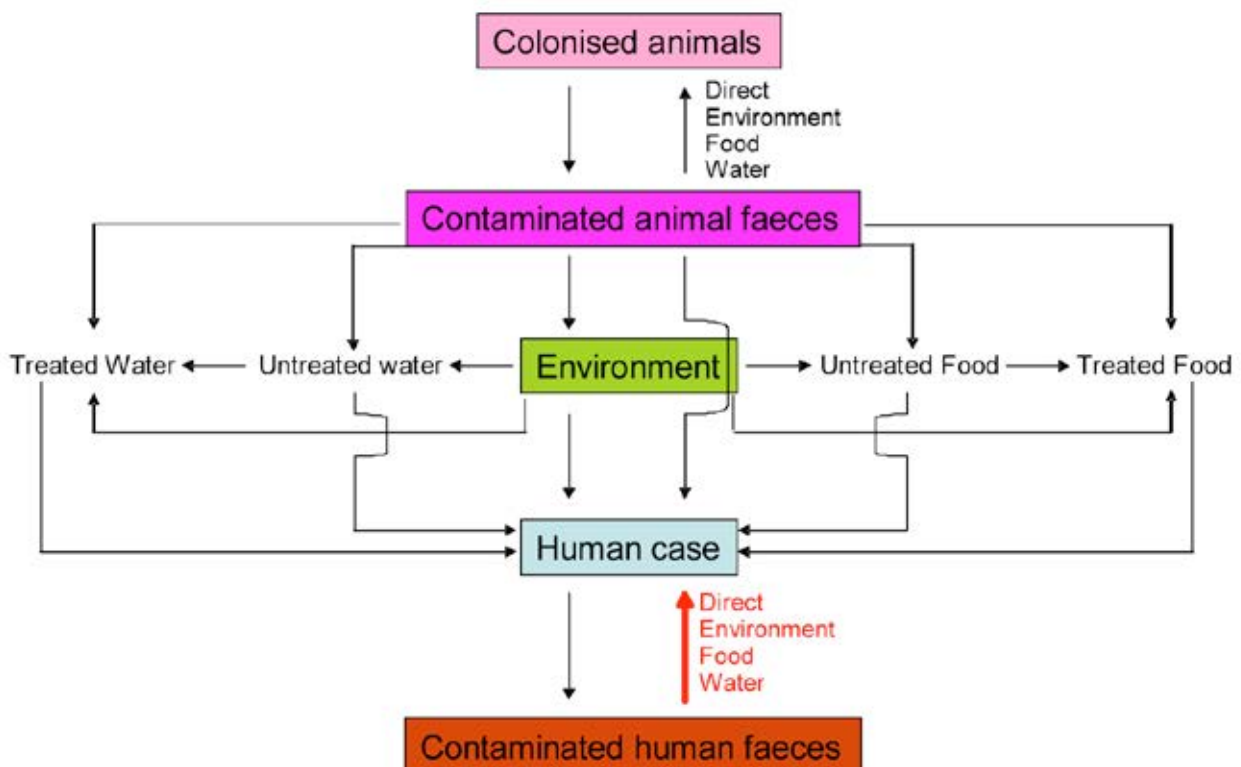 Colonised animals
Direct
Environment
Food
Water
Contaminated animal faeces
Treated Water
Untreated water
Environment
Untreated Food
Treated Food
Human case
Direct
Environment
Food
Water
Contaminated human faeces